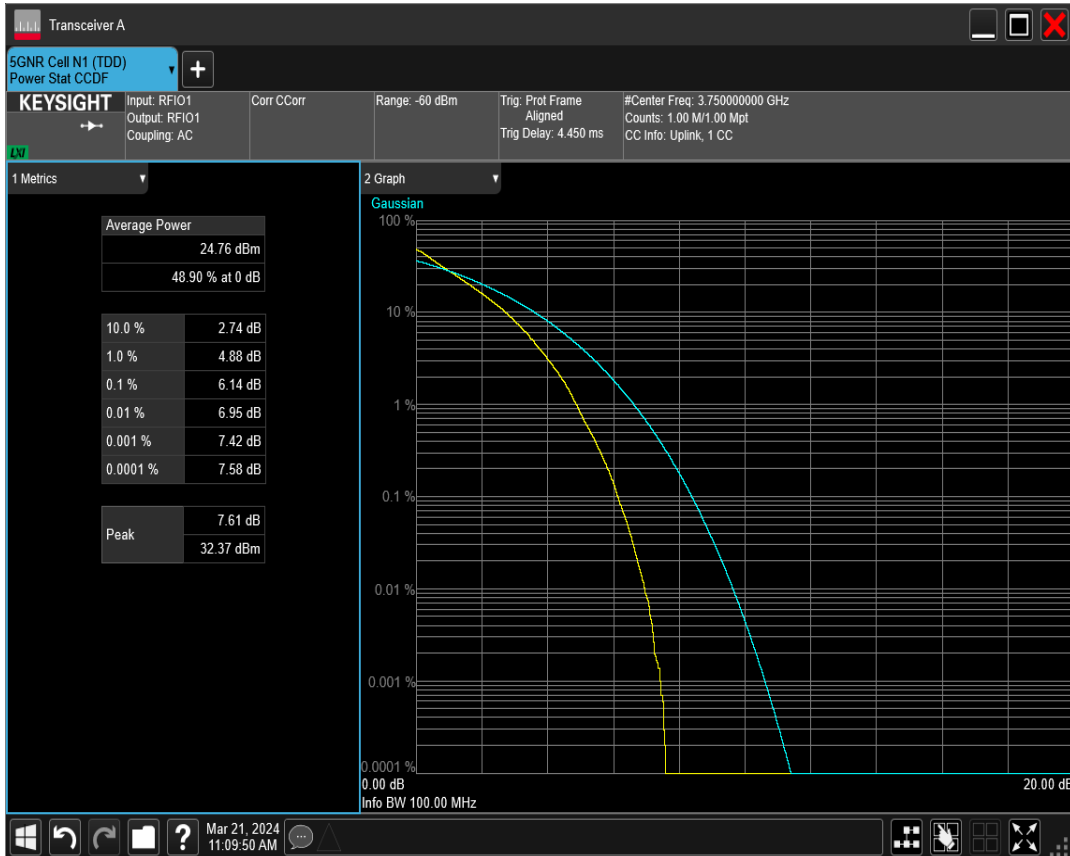 Transceiver A
5GNR Cell N1 (TDD)
Power Stat CCDF
+
KEYSIGHT
LXI
Input: RFIO1
Output: RFIO1
Coupling: AC
Corr CCorr
Range: -60 dBm
Trig: Prot Frame
Aligned
Trig Delay: 4.450 ms
#Center Freq: 3.750000000 GHz
Counts: 1.00 M/1.00 Mpt
CC Info: Uplink, 1 CC
1 Metrics
Average Power
24.76 dBm
48.90 % at 0 dB
10.0 % 2.74 dB
1.0 % 4.88 dB
0.1 % 6.14 dB
0.01 % 6.95 dB
0.001 % 7.42 dB
0.0001 % 7.58 dB
Peak
7.61 dB
32.37 dBm
2 Graph
Gaussian
100 %
10 %
1 %
0.1 %
0.01 %
0.001 %
0.0001 %
0.00 dB 20.00 dB
Info BW 100.00 MHz
?
Mar 21, 2024
11:09:50 AM